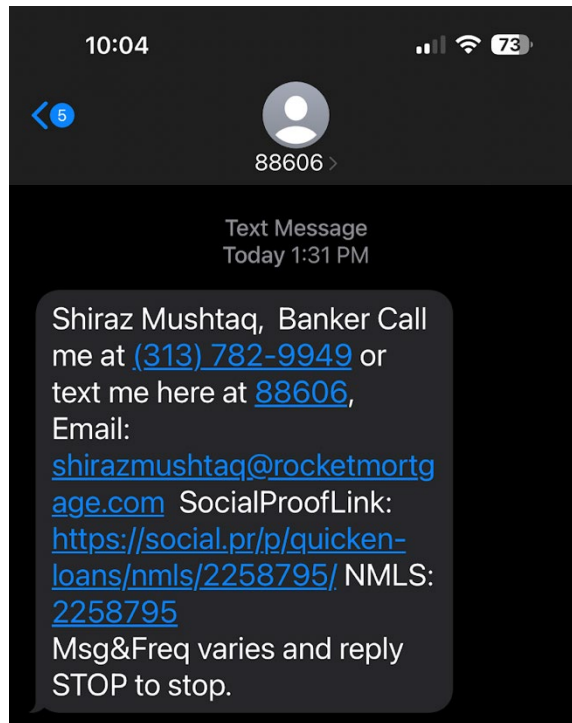 10:04
73
5
88606
Text Message
Today 1:31 PM
Shiraz Mushtaq,  Banker Call
me at (313) 782-9949 or
text me here at 88606,
Email:
shirazmushtaq@rocketmortg
age.com  SocialProofLink:
https://social.pr/p/quicken-
loans/nmls/2258795/ NMLS:
2258795
Msg&Freq varies and reply
STOP to stop.